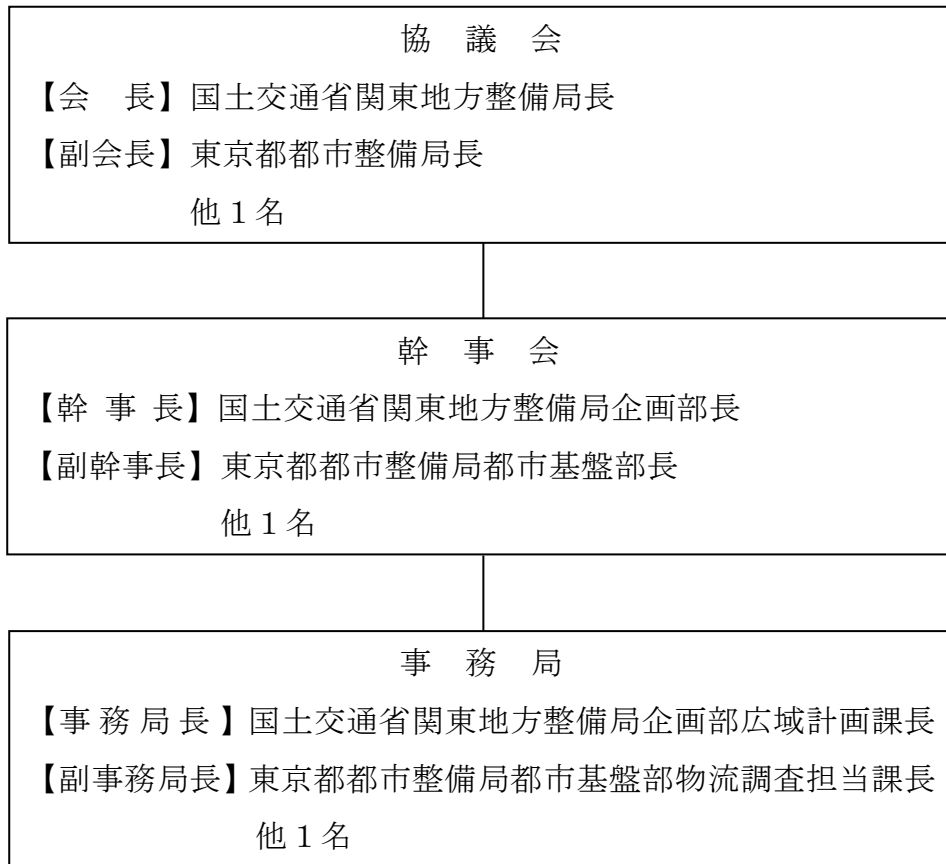 協　議　会
【会　長】国土交通省関東地方整備局長
【副会長】東京都都市整備局長
他１名
幹　事　会
【幹 事 長】国土交通省関東地方整備局企画部長
【副幹事長】東京都都市整備局都市基盤部長
他１名
事　務　局
【事 務 局 長】国土交通省関東地方整備局企画部広域計画課長
【副事務局長】東京都都市整備局都市基盤部物流調査担当課長
他１名